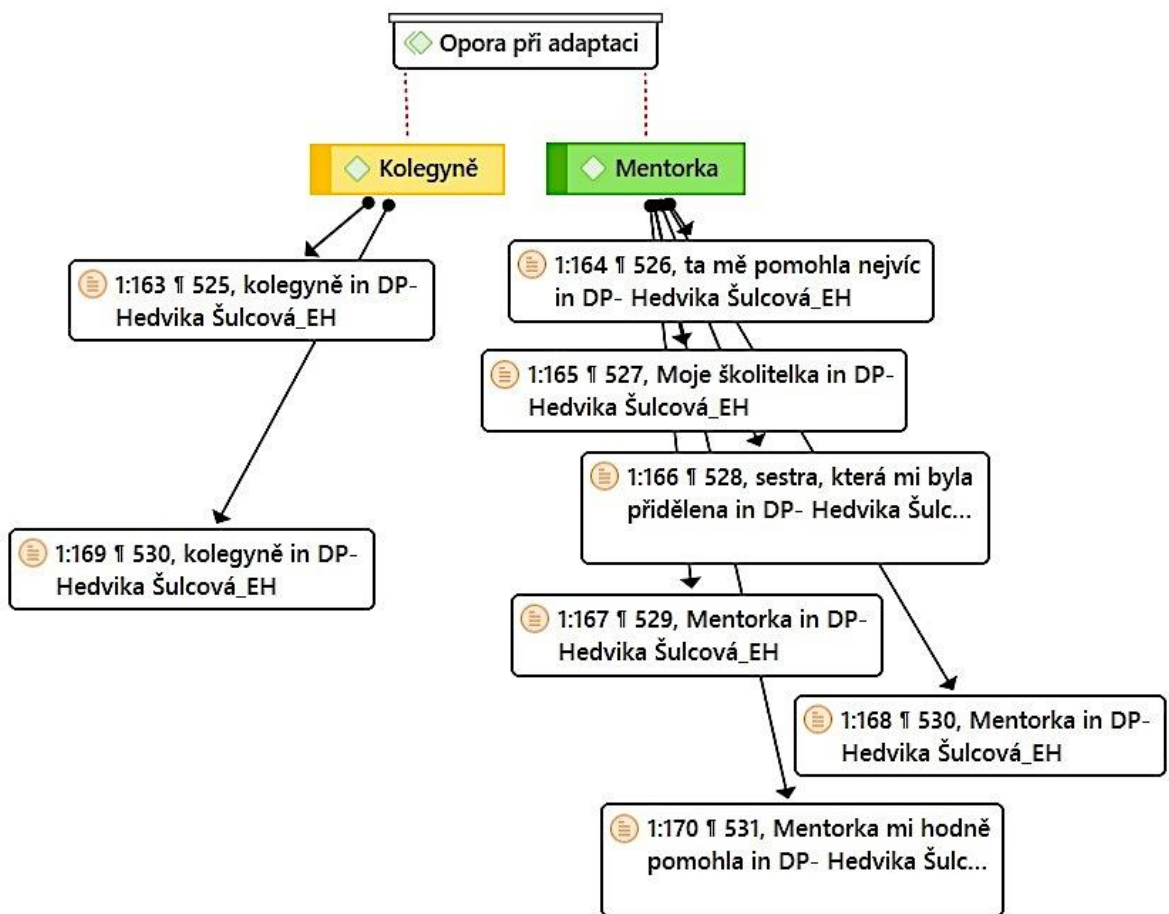 Opora při adaptaci
Kolegyně
Mentorka
1:163 ¶ 525, kolegyně in DP-
Hedvika Šulcová_EH
1:164 ¶ 526, ta mě pomohla nejvíc
in DP- Hedvika Šulcová_EH
1:165 ¶ 527, Moje školitelka in DP-
Hedvika Šulcová_EH
1:166 ¶ 528, sestra, která mi byla
přidělena in DP- Hedvika Šulc...
1:169 ¶ 530, kolegyně in DP-
Hedvika Šulcová_EH
1:167 ¶ 529, Mentorka in DP-
Hedvika Šulcová_EH
1:168 ¶ 530, Mentorka in DP-
Hedvika Šulcová_EH
1:170 ¶ 531, Mentorka mi hodně
pomohla in DP- Hedvika Šulc...